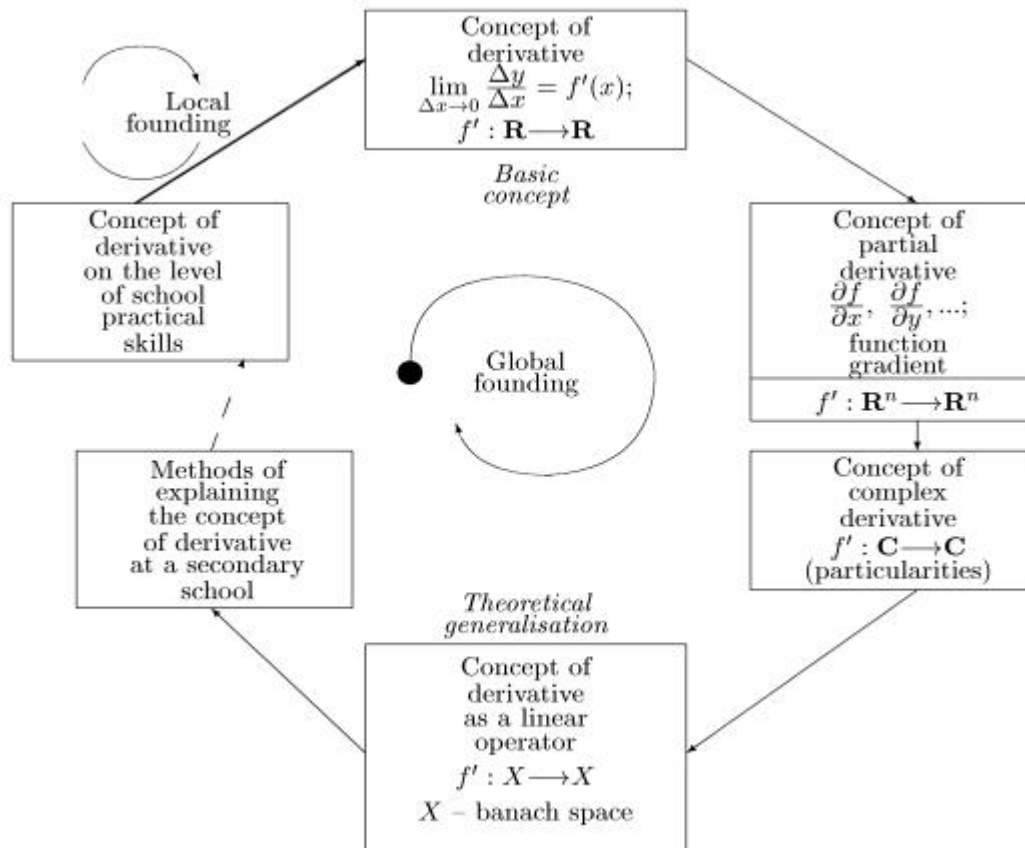 Concept of
derivative
lim_{Δx→0} Δy/Δx = f′(x);
f′ : R⟶R
Basic
concept
Local
founding
Concept of
derivative
on the level
of school
practical
skills
Concept of
partial
derivative
∂f/∂x, ∂f/∂y, ...;
function
gradient
f′ : Rⁿ⟶Rⁿ
Global
founding
Methods of
explaining
the concept
of derivative
at a secondary
school
Concept of
complex
derivative
f′ : C⟶C
(particularities)
Theoretical
generalisation
Concept of
derivative
as a linear
operator
f′ : X⟶X
X – banach space